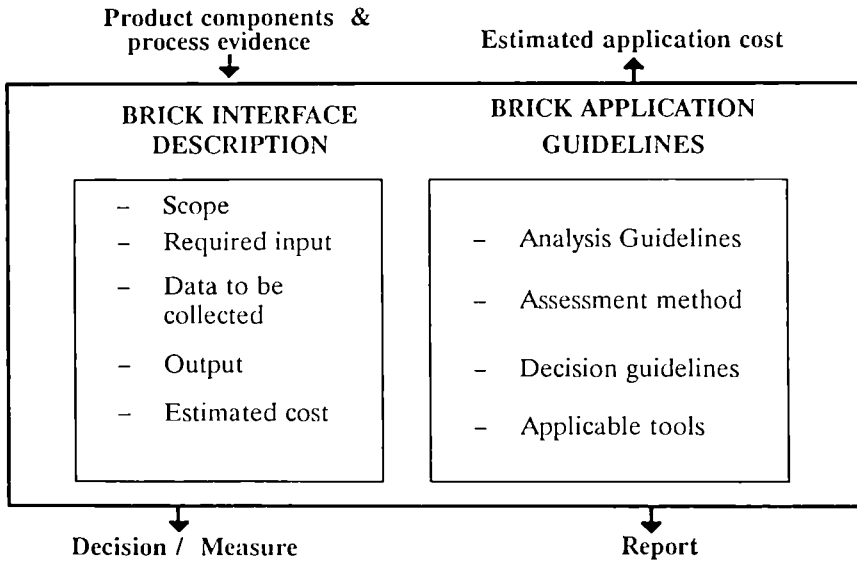 Product components &
process evidence
Estimated application cost
BRICK INTERFACE
DESCRIPTION
– Scope
– Required input
– Data to be
collected
– Output
– Estimated cost
BRICK APPLICATION
GUIDELINES
– Analysis Guidelines
– Assessment method
– Decision guidelines
– Applicable tools
Decision / Measure
Report